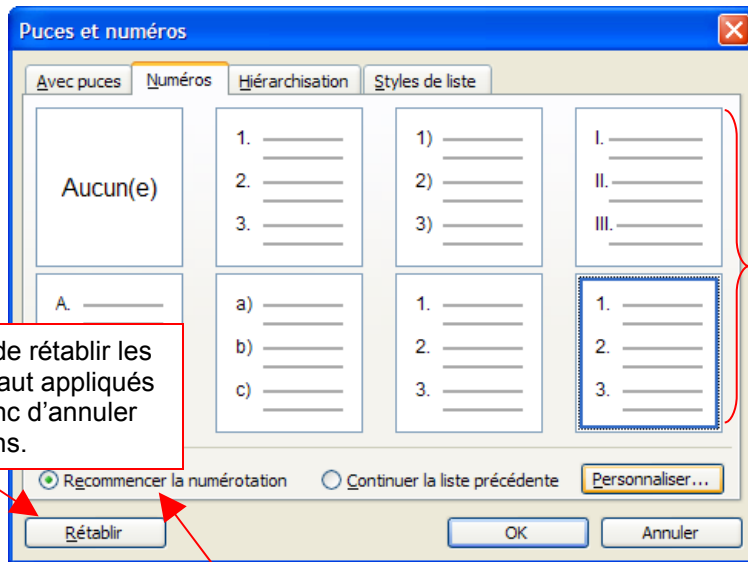 Puces et numéros
Avec puces Numéros Hiérarchisation Styles de liste
Aucun(e)
1.
2.
3.
1)
2)
3)
I.
II.
III.
A.
a)
b)
c)
1.
2.
3.
1.
2.
3.
de rétablir les
aut appliqués
nc d'annuler
ns.
Recommencer la numérotation Continuer la liste précédente Personnaliser...
Rétablir OK Annuler